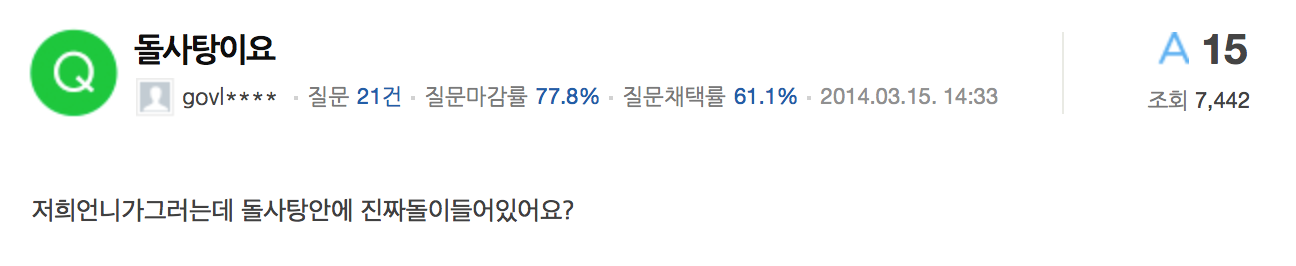 Q 돌사탕이요
govl**** · 질문 21건 · 질문마감률 77.8% · 질문채택률 61.1% · 2014.03.15. 14:33
A 15
조회 7,442
저희언니가그러는데 돌사탕안에 진짜돌이들어있어요?